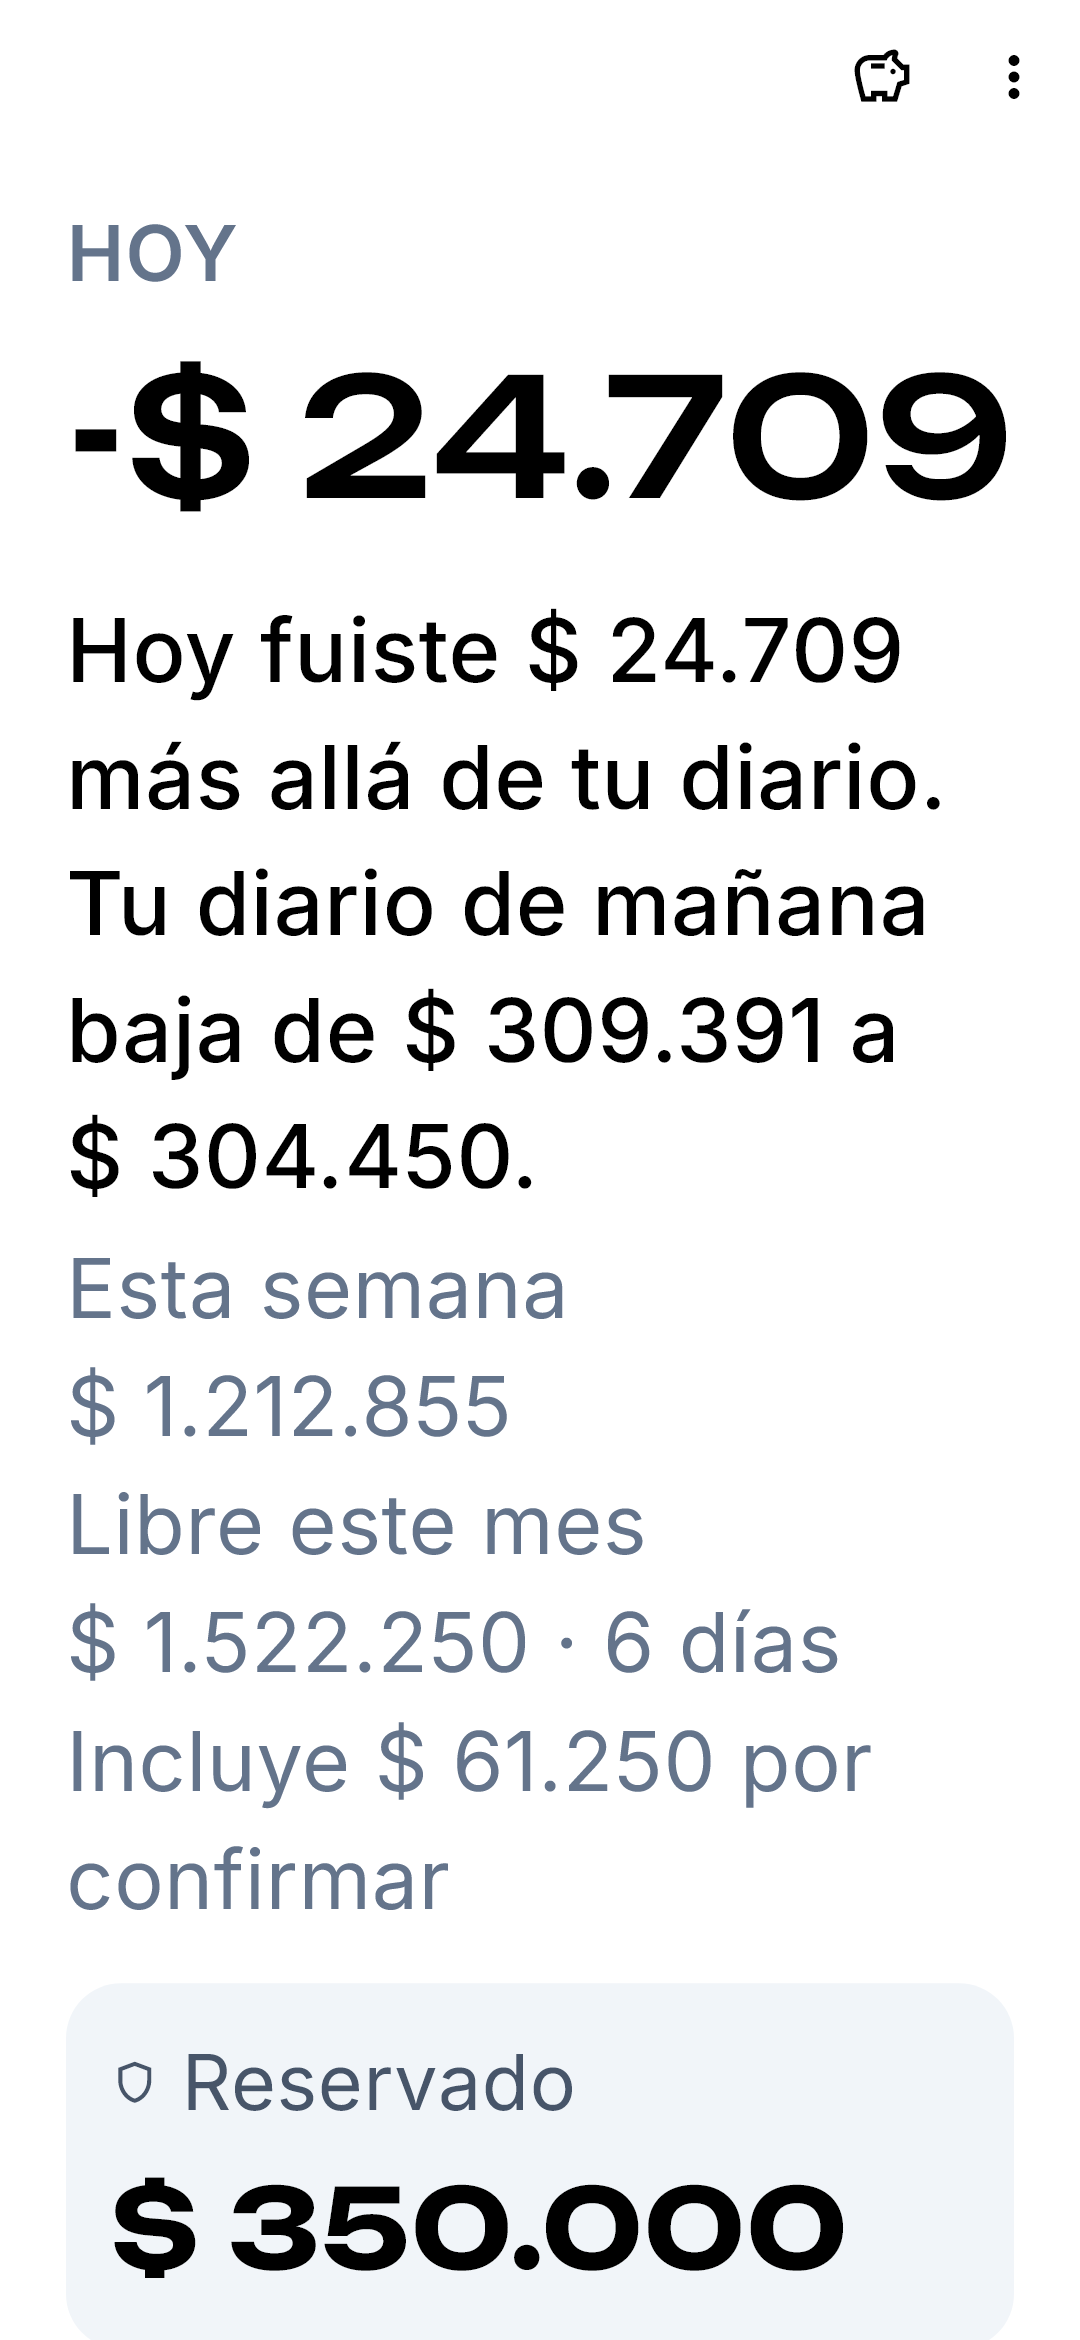 HOY
-$ 24.709
Hoy fuiste $ 24.709
más allá de tu diario.
Tu diario de mañana
baja de $ 309.391 a
$ 304.450.
Esta semana
$ 1.212.855
Libre este mes
$ 1.522.250 · 6 días
Incluye $ 61.250 por
confirmar
Reservado
$ 350.000